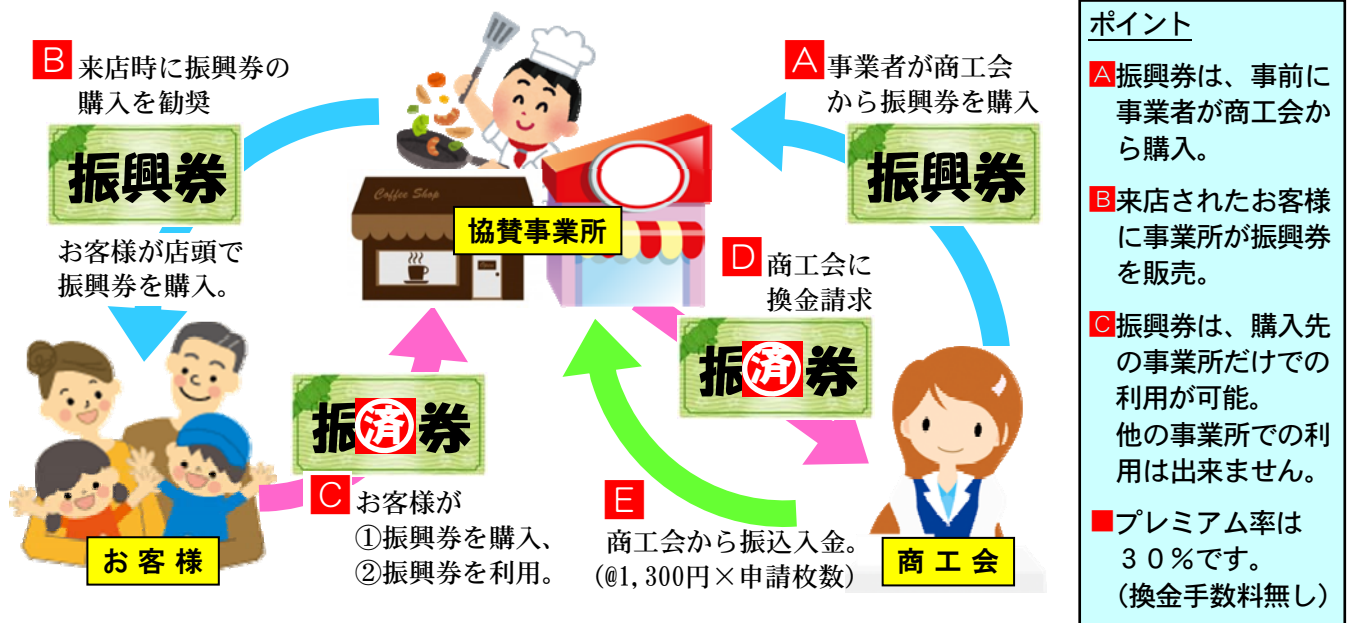 B 来店時に振興券の
購入を勧奨
振興券
お客様が店頭で
振興券を購入。
A 事業者が商工会
から振興券を購入
振興券
Coffee Shop
協賛事業所
D 商工会に
換金請求
振済券
振済券
C お客様が
①振興券を購入、
②振興券を利用。
E
商工会から振込入金。
(@1,300円×申請枚数)
お客様
商工会
ポイント
A振興券は、事前に
事業者が商工会か
ら購入。
B来店されたお客様
に事業所が振興券
を販売。
C振興券は、購入先
の事業所だけでの
利用が可能。
他の事業所での利
用は出来ません。
■プレミアム率は
３０％です。
（換金手数料無し）